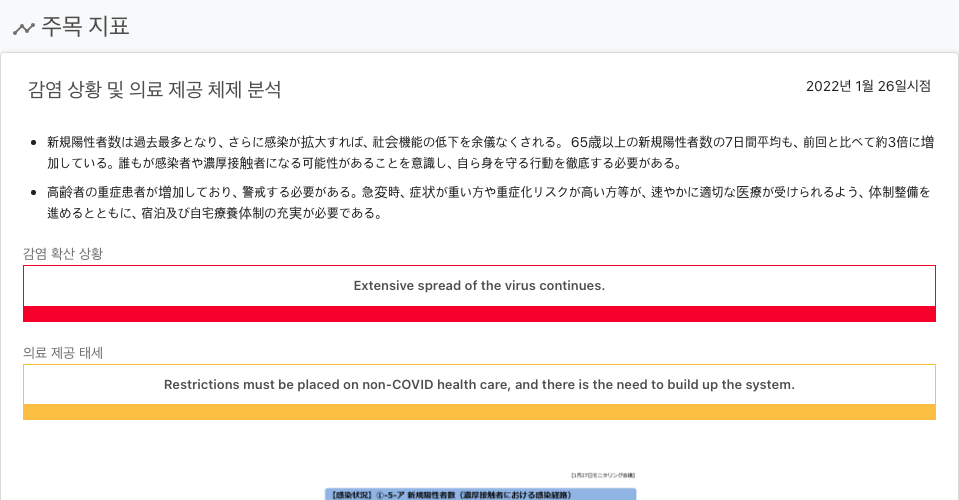 주목 지표
감염 상황 및 의료 제공 체제 분석
2022년 1월 26일시점
新規陽性者数は過去最多となり、さらに感染が拡大すれば、社会機能の低下を余儀なくされる。 65歳以上の新規陽性者数の7日間平均も、前回と比べて約3倍に増
加している。誰もが感染者や濃厚接触者になる可能性があることを意識し、自ら身を守る行動を徹底する必要がある。
高齢者の重症患者が増加しており、警戒する必要がある。急変時、症状が重い方や重症化リスクが高い方等が、速やかに適切な医療が受けられるよう、体制整備を
進めるとともに、宿泊及び自宅療養体制の充実が必要である。
감염 확산 상황
Extensive spread of the virus continues.
의료 제공 태세
Restrictions must be placed on non-COVID health care, and there is the need to build up the system.
【1月27日モニタリング会議】
【感染状況】①-5-ア 新規陽性者数（濃厚接触者における感染経路）